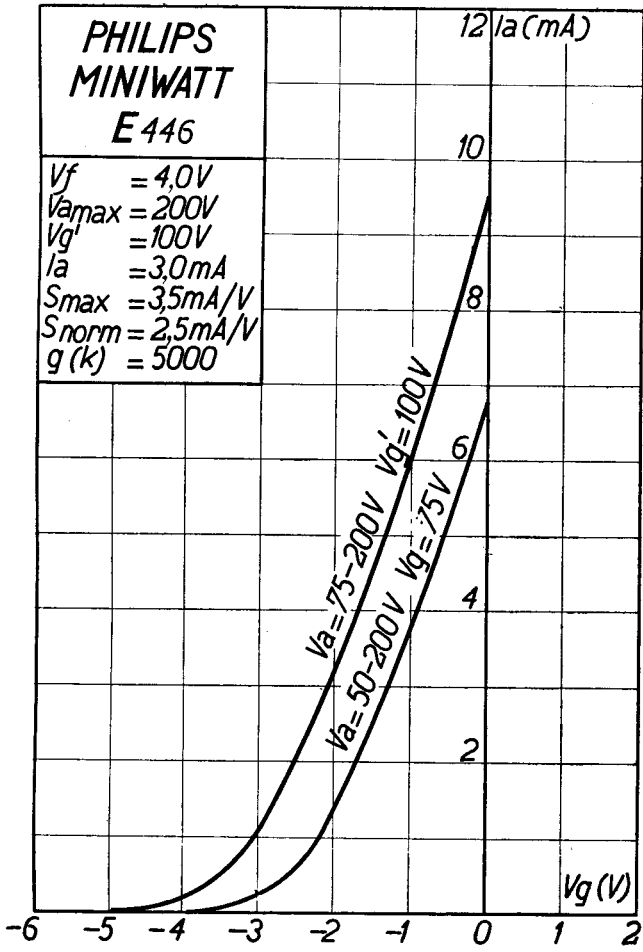 PHILIPS
MINIWATT
E 446
Vf = 4,0V
Vamax = 200V
Vg' = 100V
Ia = 3,0mA
Smax = 3,5mA/V
Snorm = 2,5mA/V
g(k) = 5000
12 Ia(mA)
10
8
6
4
2
Va=75-200V Vg'=100V
Va=50-200V Vg=75V
Vg(V)
-6 -5 -4 -3 -2 -1 0 1 2